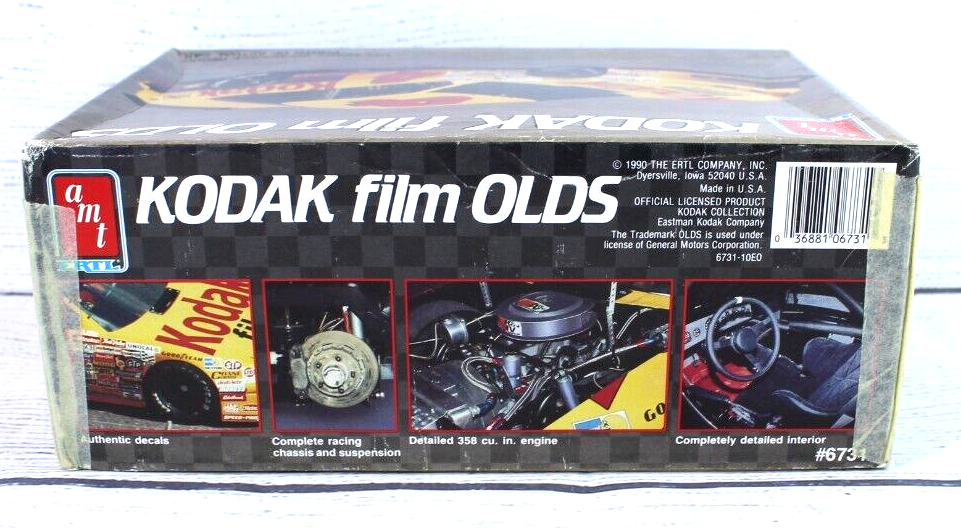 KODAK film OLDS
amt
ERTL
KODAK film OLDS
© 1990 THE ERTL COMPANY, INC.
Dyersville, Iowa 52040 U.S.A.
Made in U.S.A.
OFFICIAL LICENSED PRODUCT
KODAK COLLECTION
Eastman Kodak Company
The Trademark OLDS is used under
license of General Motors Corporation.
6731-10EO
0 36881 06731
Kodak
fi
GOODYEAR
UNOCAL
GO
Authentic decals
Complete racing
chassis and suspension
Detailed 358 cu. in. engine
Completely detailed interior
#6731